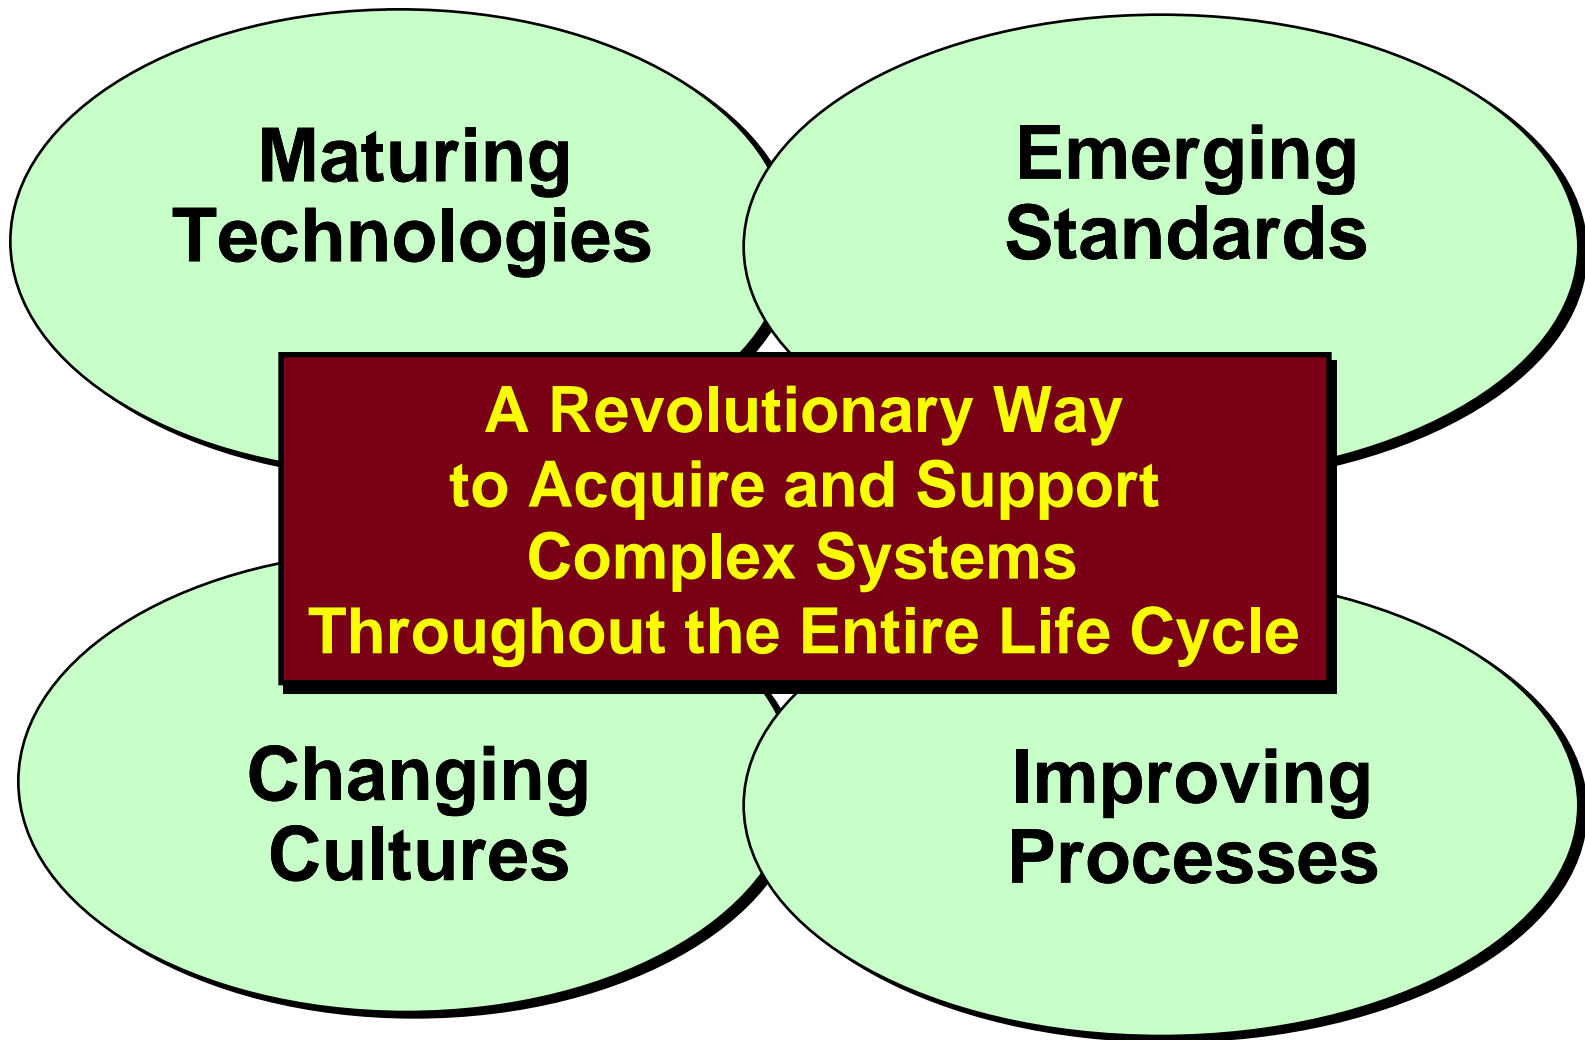 Maturing
Technologies
Emerging
Standards
A Revolutionary Way
to Acquire and Support
Complex Systems
Throughout the Entire Life Cycle
Changing
Cultures
Improving
Processes